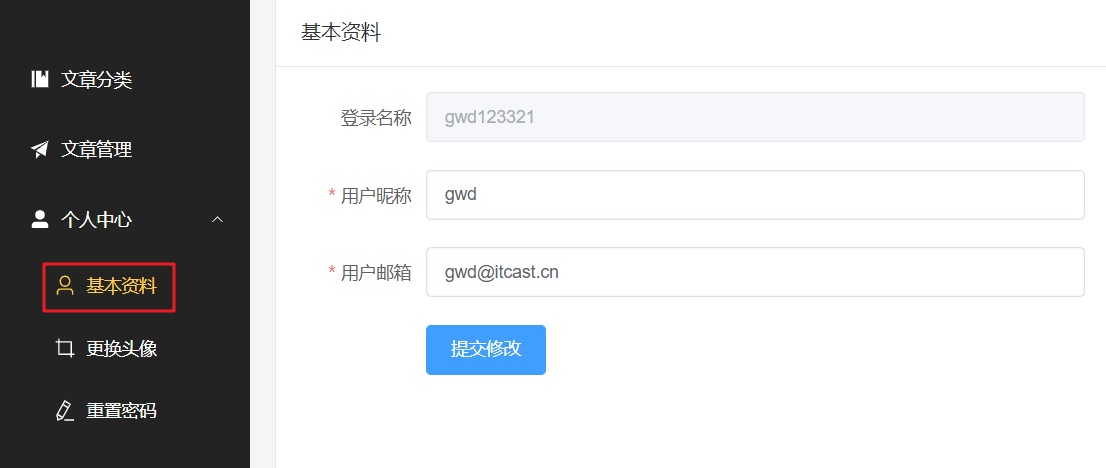 文章分类
文章管理
个人中心
基本资料
更换头像
重置密码
基本资料
登录名称 gwd123321
* 用户昵称 gwd
* 用户邮箱 gwd@itcast.cn
提交修改